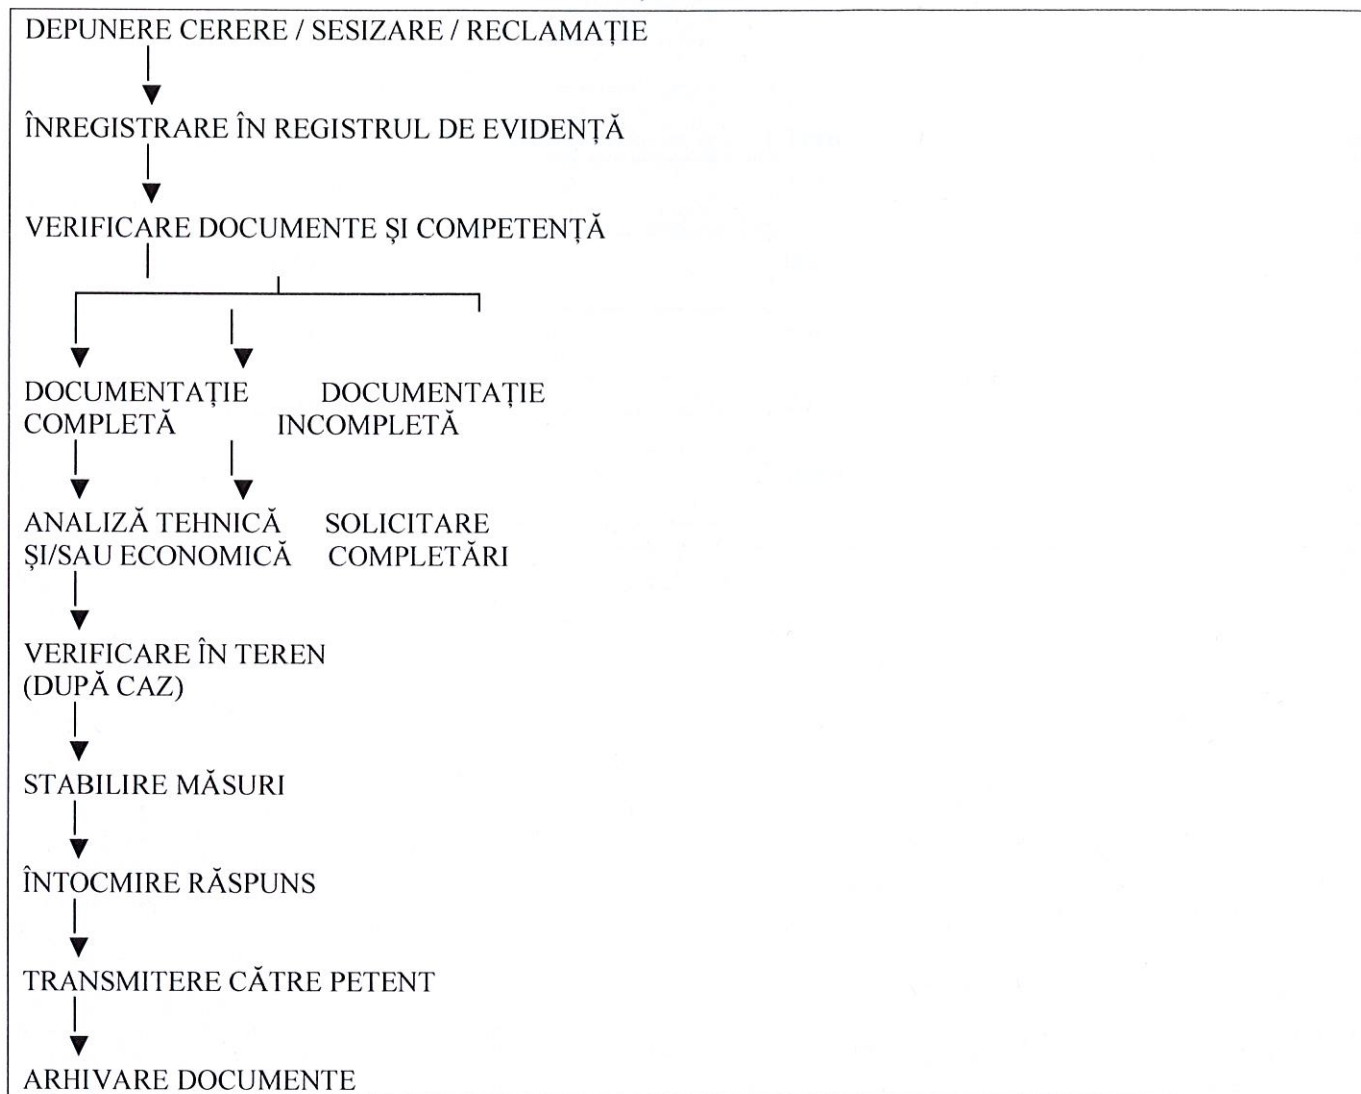 DEPUNERE CERERE / SESIZARE / RECLAMAȚIE
ÎNREGISTRARE ÎN REGISTRUL DE EVIDENȚĂ
VERIFICARE DOCUMENTE ȘI COMPETENȚĂ
DOCUMENTAȚIE DOCUMENTAȚIE
COMPLETĂ INCOMPLETĂ
ANALIZĂ TEHNICĂ SOLICITARE
ȘI/SAU ECONOMICĂ COMPLETĂRI
VERIFICARE ÎN TEREN
(DUPĂ CAZ)
STABILIRE MĂSURI
ÎNTOCMIRE RĂSPUNS
TRANSMITERE CĂTRE PETENT
ARHIVARE DOCUMENTE